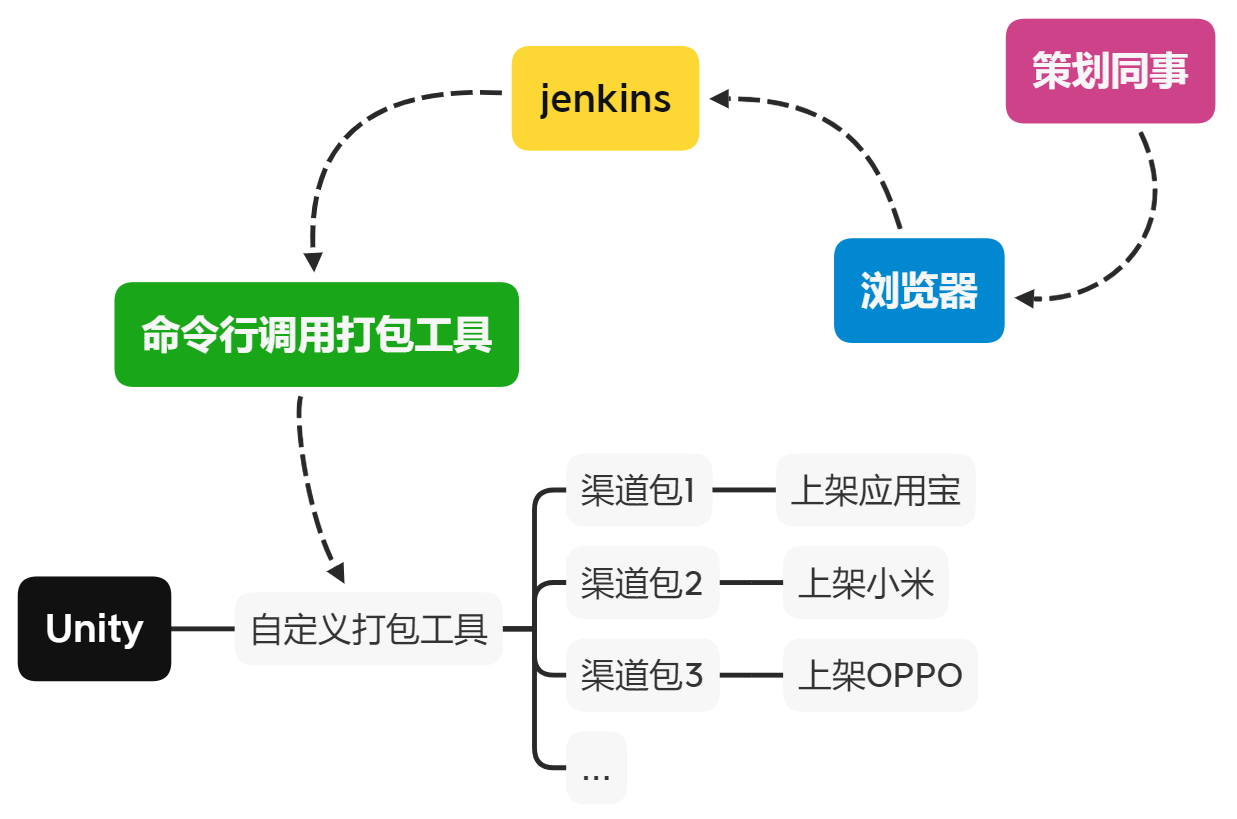 策划同事
jenkins
浏览器
命令行调用打包工具
渠道包1
上架应用宝
渠道包2
上架小米
Unity
自定义打包工具
渠道包3
上架OPPO
...